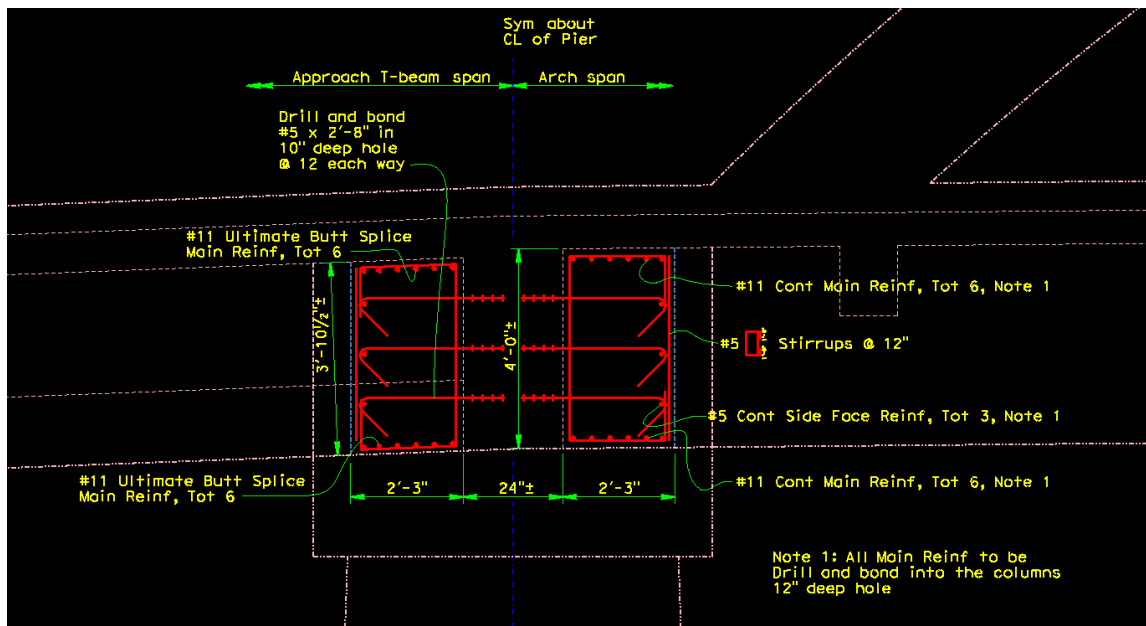 Sym about
CL of Pier
Approach T-beam span
Arch span
Drill and bond
#5 x 2'-8" in
10" deep hole
@ 12 each way
#11 Ultimate Butt Splice
Main Reinf, Tot 6
3'-10½"±
4'-0"±
#11 Cont Main Reinf, Tot 6, Note 1
#5 Stirrups @ 12"
#5 Cont Side Face Reinf, Tot 3, Note 1
#11 Ultimate Butt Splice
Main Reinf, Tot 6
2'-3"
24"±
2'-3"
#11 Cont Main Reinf, Tot 6, Note 1
Note 1: All Main Reinf to be
Drill and bond into the columns
12" deep hole